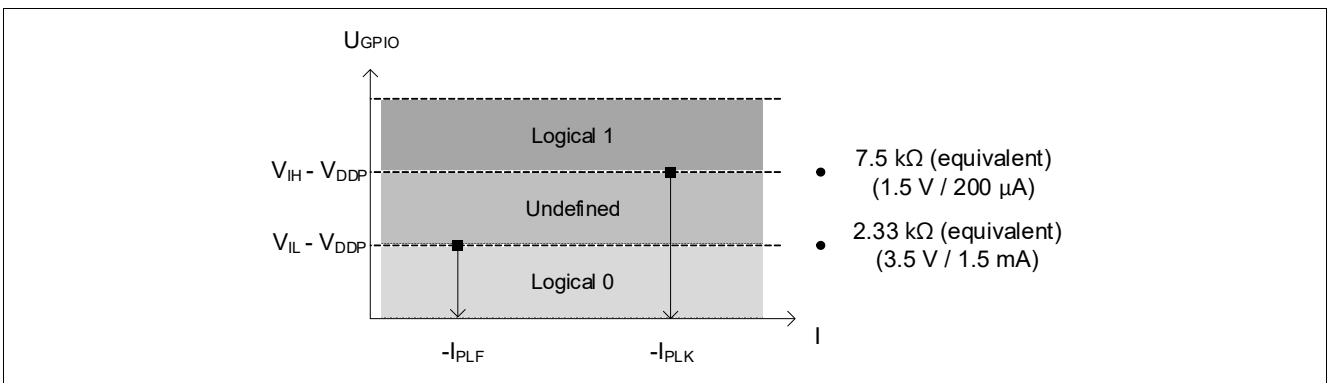 UGPIO
Logical 1
VIH - VDDP
7.5 kΩ (equivalent)
(1.5 V / 200 µA)
Undefined
VIL - VDDP
2.33 kΩ (equivalent)
(3.5 V / 1.5 mA)
Logical 0
I
-IPLF
-IPLK